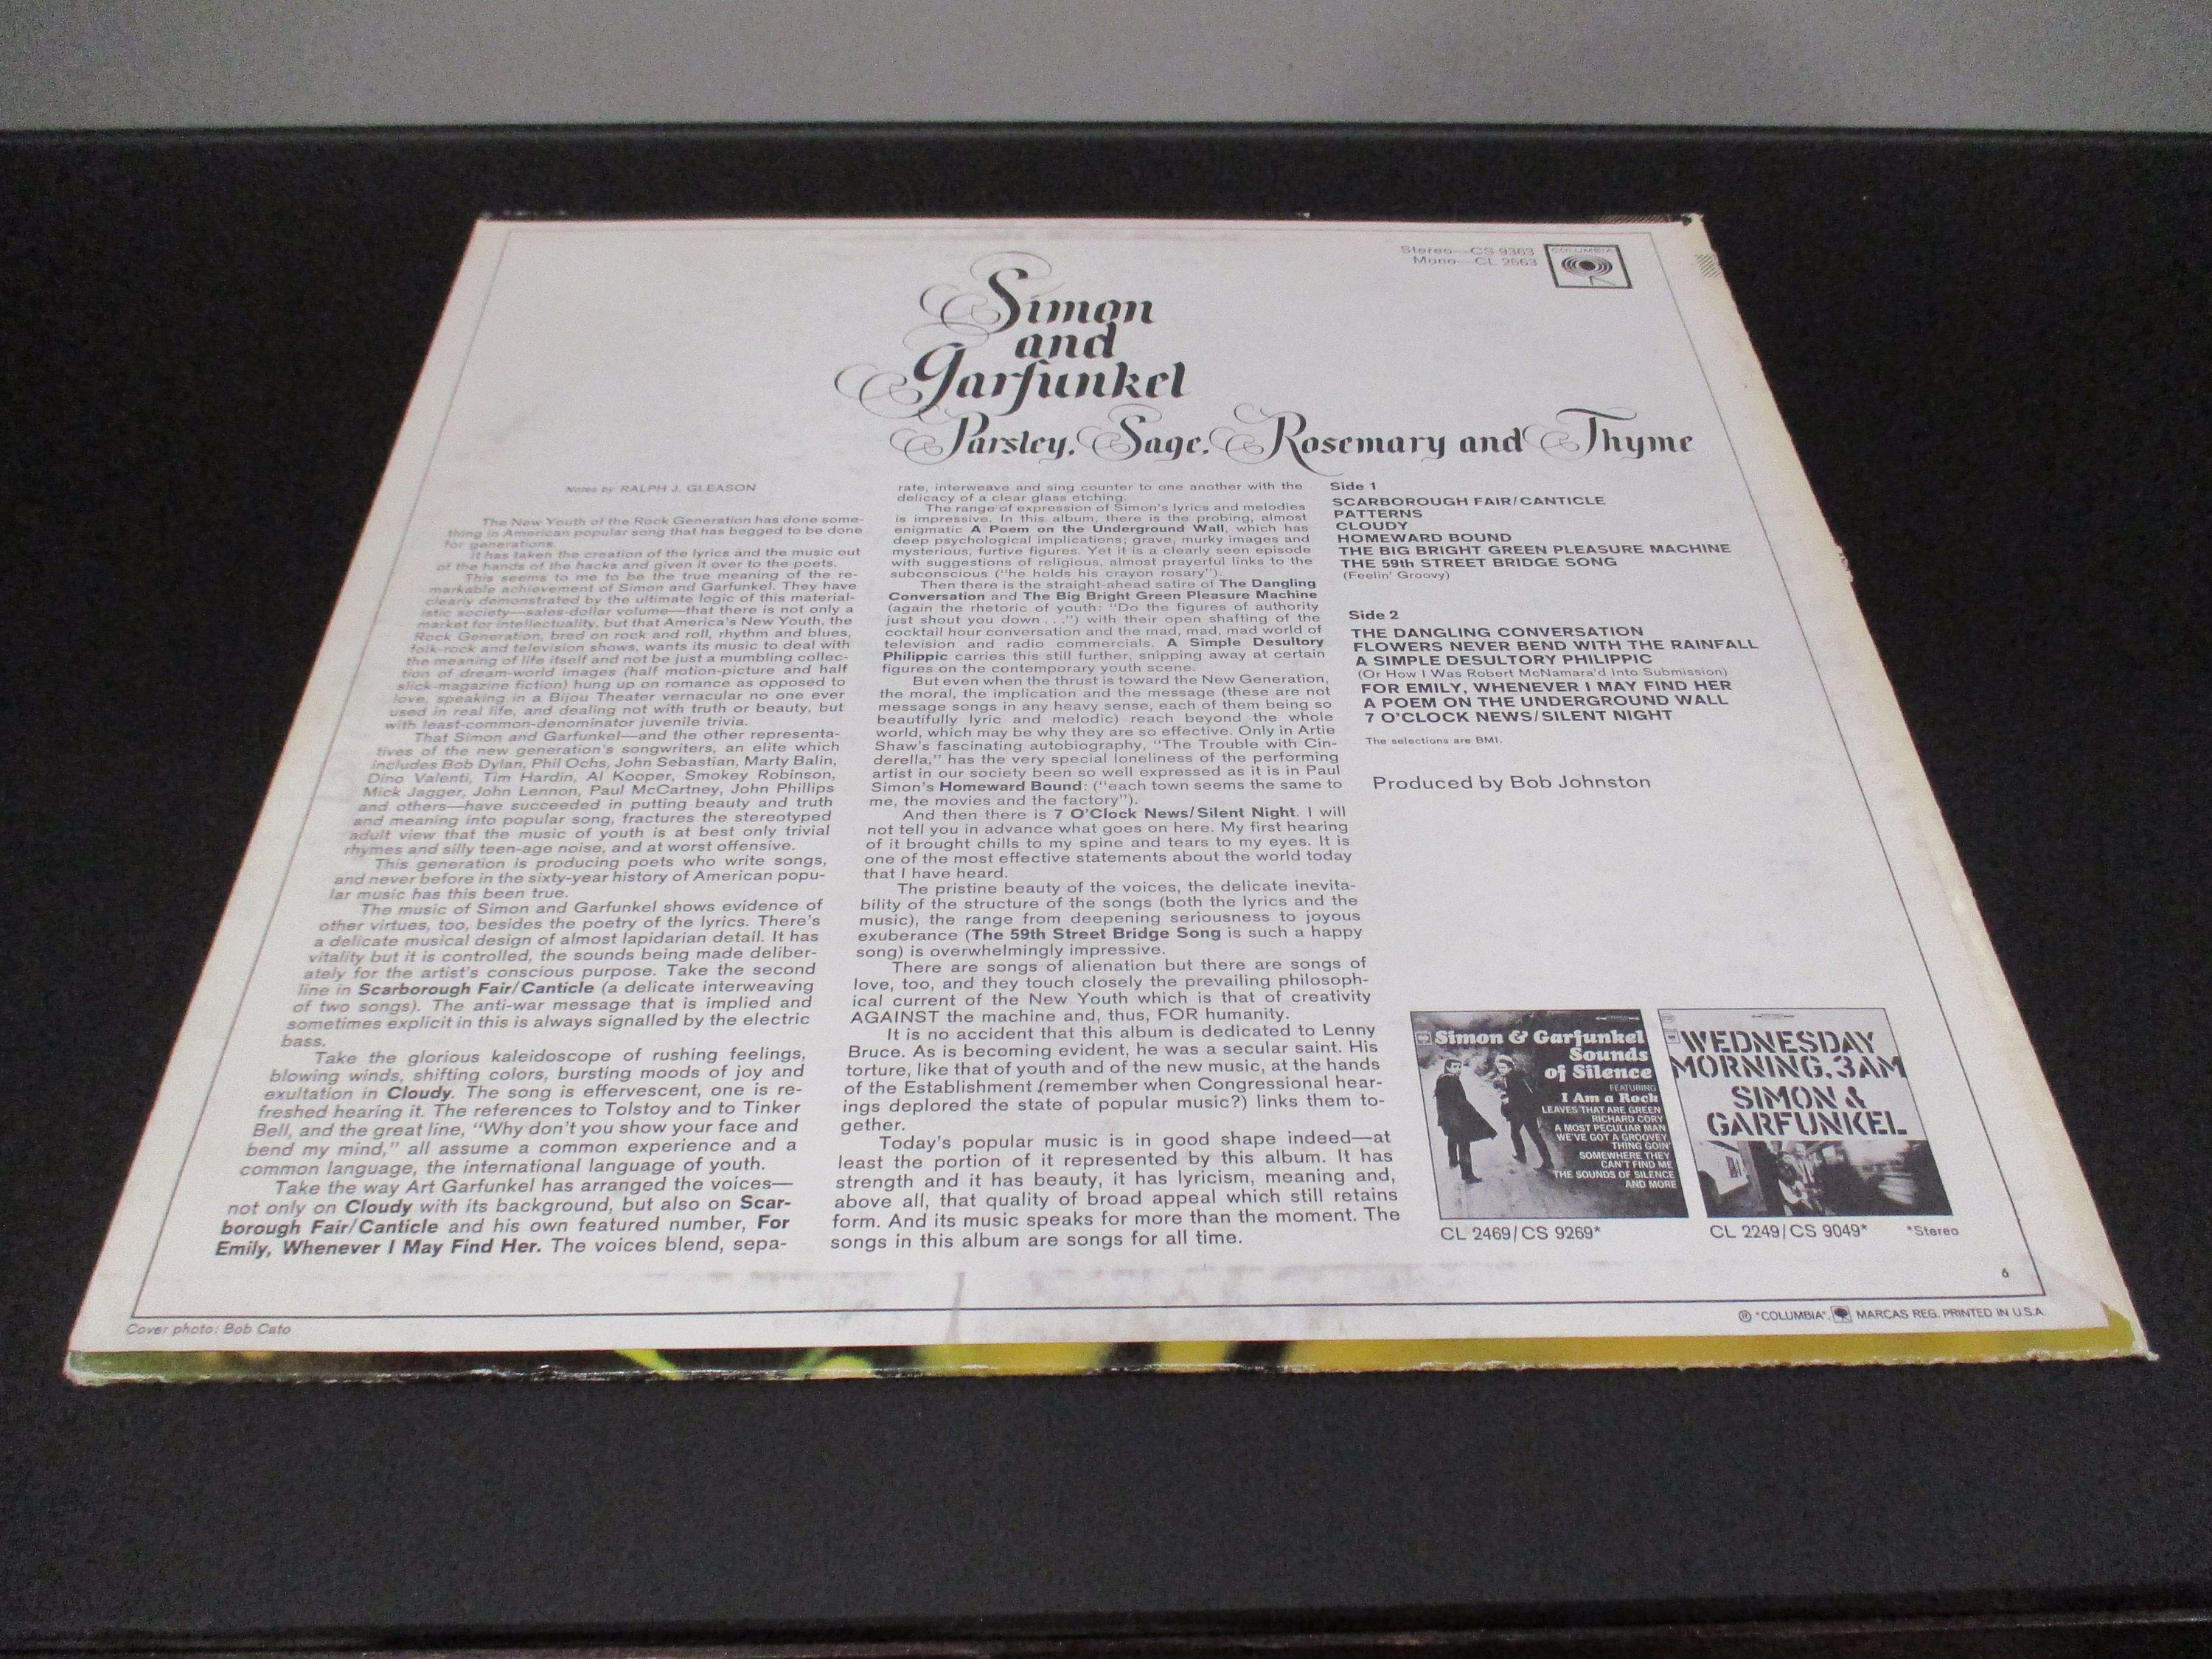 Stereo—CS 9363
Mono—CL 2563
COLUMBIA
Simon
and
Garfunkel
Parsley, Sage, Rosemary and Thyme
Notes by RALPH J. GLEASON
The New Youth of the Rock Generation has done some-
thing in American popular song that has begged to be done
for generations.
It has taken the creation of the lyrics and the music out
of the hands of the hacks and given it over to the poets.
This seems to me to be the true meaning of the re-
markable achievement of Simon and Garfunkel. They have
clearly demonstrated by the ultimate logic of this material-
istic society—sales-dollar volume—that there is not only a
market for intellectuality, but that America's New Youth, the
Rock Generation, bred on rock and roll, rhythm and blues,
folk-rock and television shows, wants its music to deal with
the meaning of life itself and not be just a mumbling collec-
tion of dream-world images (half motion-picture and half
slick-magazine fiction) hung up on romance as opposed to
love, speaking in a Bijou Theater vernacular no one ever
used in real life, and dealing not with truth or beauty, but
with least-common-denominator juvenile trivia.
That Simon and Garfunkel—and the other representa-
tives of the new generation's songwriters, an elite which
includes Bob Dylan, Phil Ochs, John Sebastian, Marty Balin,
Dino Valenti, Tim Hardin, Al Kooper, Smokey Robinson,
Mick Jagger, John Lennon, Paul McCartney, John Phillips
and others—have succeeded in putting beauty and truth
and meaning into popular song, fractures the stereotyped
adult view that the music of youth is at best only trivial
rhymes and silly teen-age noise, and at worst offensive.
This generation is producing poets who write songs,
and never before in the sixty-year history of American popu-
lar music has this been true.
The music of Simon and Garfunkel shows evidence of
other virtues, too, besides the poetry of the lyrics. There's
a delicate musical design of almost lapidarian detail. It has
vitality but it is controlled, the sounds being made deliber-
ately for the artist's conscious purpose. Take the second
line in Scarborough Fair/Canticle (a delicate interweaving
of two songs). The anti-war message that is implied and
sometimes explicit in this is always signalled by the electric
bass.
Take the glorious kaleidoscope of rushing feelings,
blowing winds, shifting colors, bursting moods of joy and
exultation in Cloudy. The song is effervescent, one is re-
freshed hearing it. The references to Tolstoy and to Tinker
Bell, and the great line, "Why don't you show your face and
bend my mind," all assume a common experience and a
common language, the international language of youth.
Take the way Art Garfunkel has arranged the voices—
not only on Cloudy with its background, but also on Scar-
borough Fair/Canticle and his own featured number, For
Emily, Whenever I May Find Her. The voices blend, sepa-
rate, interweave and sing counter to one another with the
delicacy of a clear glass etching.
The range of expression of Simon's lyrics and melodies
is impressive. In this album, there is the probing, almost
enigmatic A Poem on the Underground Wall, which has
deep psychological implications; grave, murky images and
mysterious, furtive figures. Yet it is a clearly seen episode
with suggestions of religious, almost prayerful links to the
subconscious ("he holds his crayon rosary").
Then there is the straight-ahead satire of The Dangling
Conversation and The Big Bright Green Pleasure Machine
(again the rhetoric of youth: "Do the figures of authority
just shout you down . . .") with their open shafting of the
cocktail hour conversation and the mad, mad, mad world of
television and radio commercials. A Simple Desultory
Philippic carries this still further, snipping away at certain
figures on the contemporary youth scene.
But even when the thrust is toward the New Generation,
the moral, the implication and the message (these are not
message songs in any heavy sense, each of them being so
beautifully lyric and melodic) reach beyond the whole
world, which may be why they are so effective. Only in Artie
Shaw's fascinating autobiography, "The Trouble with Cin-
derella," has the very special loneliness of the performing
artist in our society been so well expressed as it is in Paul
Simon's Homeward Bound: ("each town seems the same to
me, the movies and the factory").
And then there is 7 O'Clock News/Silent Night. I will
not tell you in advance what goes on here. My first hearing
of it brought chills to my spine and tears to my eyes. It is
one of the most effective statements about the world today
that I have heard.
The pristine beauty of the voices, the delicate inevita-
bility of the structure of the songs (both the lyrics and the
music), the range from deepening seriousness to joyous
exuberance (The 59th Street Bridge Song is such a happy
song) is overwhelmingly impressive.
There are songs of alienation but there are songs of
love, too, and they touch closely the prevailing philosoph-
ical current of the New Youth which is that of creativity
AGAINST the machine and, thus, FOR humanity.
It is no accident that this album is dedicated to Lenny
Bruce. As is becoming evident, he was a secular saint. His
torture, like that of youth and of the new music, at the hands
of the Establishment (remember when Congressional hear-
ings deplored the state of popular music?) links them to-
gether.
Today's popular music is in good shape indeed—at
least the portion of it represented by this album. It has
strength and it has beauty, it has lyricism, meaning and,
above all, that quality of broad appeal which still retains
form. And its music speaks for more than the moment. The
songs in this album are songs for all time.
Side 1
SCARBOROUGH FAIR/CANTICLE
PATTERNS
CLOUDY
HOMEWARD BOUND
THE BIG BRIGHT GREEN PLEASURE MACHINE
THE 59th STREET BRIDGE SONG
(Feelin' Groovy)
Side 2
THE DANGLING CONVERSATION
FLOWERS NEVER BEND WITH THE RAINFALL
A SIMPLE DESULTORY PHILIPPIC
(Or How I Was Robert McNamara'd Into Submission)
FOR EMILY, WHENEVER I MAY FIND HER
A POEM ON THE UNDERGROUND WALL
7 O'CLOCK NEWS/SILENT NIGHT
The selections are BMI.
Produced by Bob Johnston
Simon & Garfunkel
Sounds
of Silence
FEATURING
I Am a Rock
LEAVES THAT ARE GREEN
RICHARD CORY
A MOST PECULIAR MAN
WE'VE GOT A GROOVEY
THING GOIN'
SOMEWHERE THEY
CAN'T FIND ME
THE SOUNDS OF SILENCE
AND MORE
CL 2469/CS 9269*
WEDNESDAY
MORNING, 3AM
SIMON &
GARFUNKEL
CL 2249/CS 9049*
*Stereo
6
Cover photo: Bob Cato
® "COLUMBIA", MARCAS REG. PRINTED IN U.S.A.